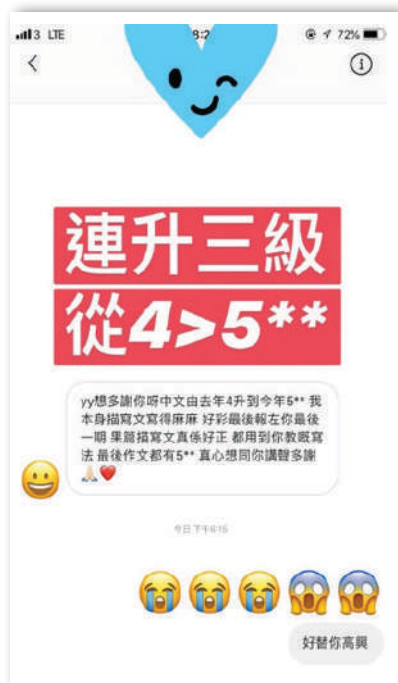 3 LTE
8:2
72%
連升三級
從4>5**
yy想多謝你呀中文由去年4升到今年5** 我
本身描寫文寫得麻麻 好彩最後報左你最後
一期 果篇描寫文真係好正 都用到你教嘅寫
法 最後作文都有5** 真心想同你講聲多謝
今日下午6:15
好替你高興